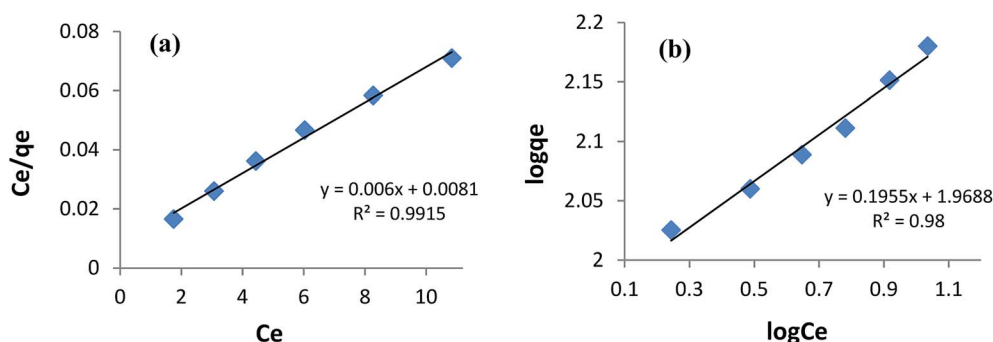 (a)
0.08
0.06
0.04
0.02
0
Ce/qe
y = 0.006x + 0.0081
R² = 0.9915
0 2 4 6 8 10
Ce
(b)
2.2
2.15
2.1
2.05
2
logqe
y = 0.1955x + 1.9688
R² = 0.98
0.1 0.3 0.5 0.7 0.9 1.1
logCe